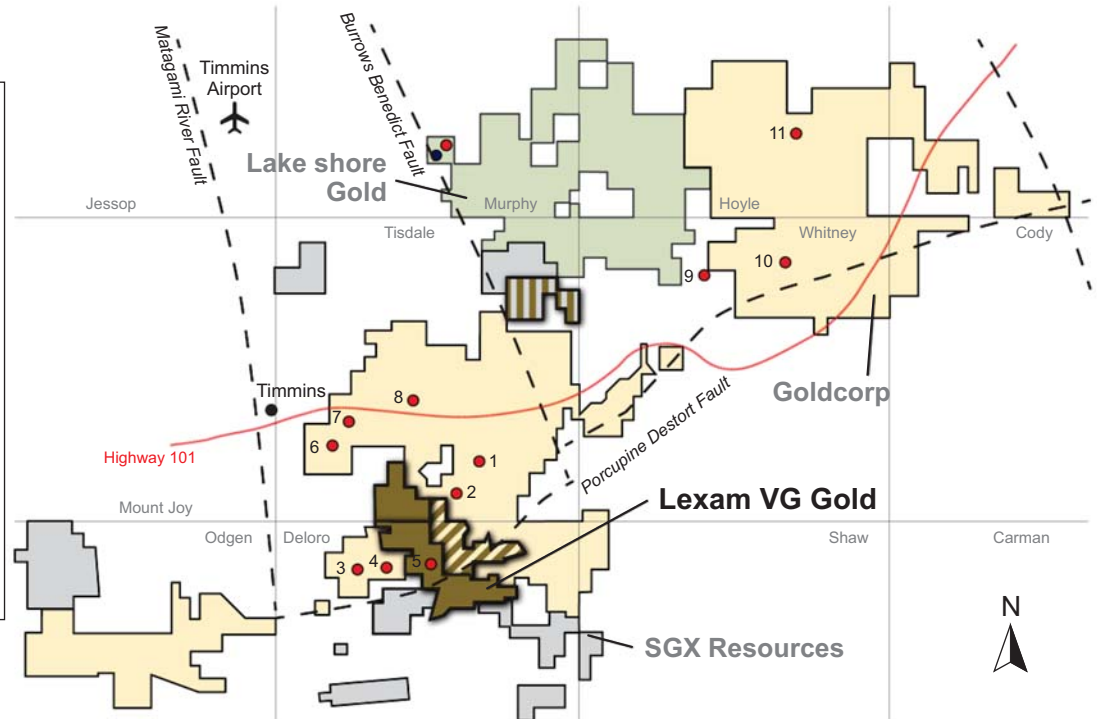 Matagami River Fault
Timmins
Airport
Burrows Benedict Fault
Lake shore
Gold
11
Jessop
Murphy
Hoyle
Tisdale
Whitney
Cody
9
10
Goldcorp
Timmins
8
7
6
Highway 101
1
2
Porcupine Destort Fault
Lexam VG Gold
Mount Joy
Odgen
Deloro
Shaw
Carman
3
4
5
N
SGX Resources